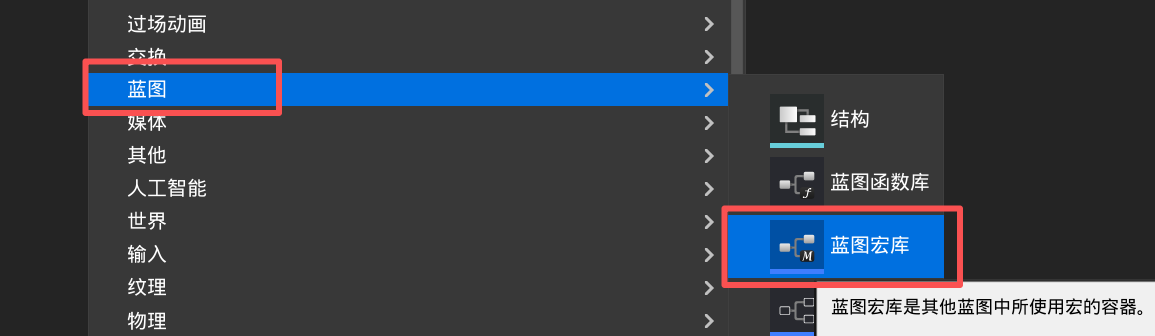 过场动画
交换
蓝图
媒体
其他
人工智能
世界
输入
纹理
物理
结构
蓝图函数库
蓝图宏库
蓝图宏库是其他蓝图中所使用宏的容器。